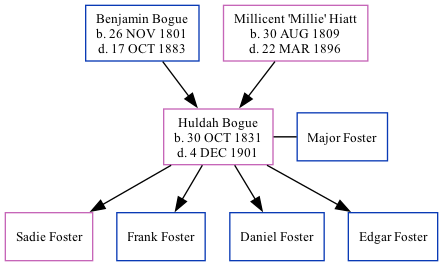 Benjamin Bogue
b. 26 NOV 1801
d. 17 OCT 1883
Millicent 'Millie' Hiatt
b. 30 AUG 1809
d. 22 MAR 1896
Huldah Bogue
b. 30 OCT 1831
d. 4 DEC 1901
Major Foster
Sadie Foster
Frank Foster
Daniel Foster
Edgar Foster